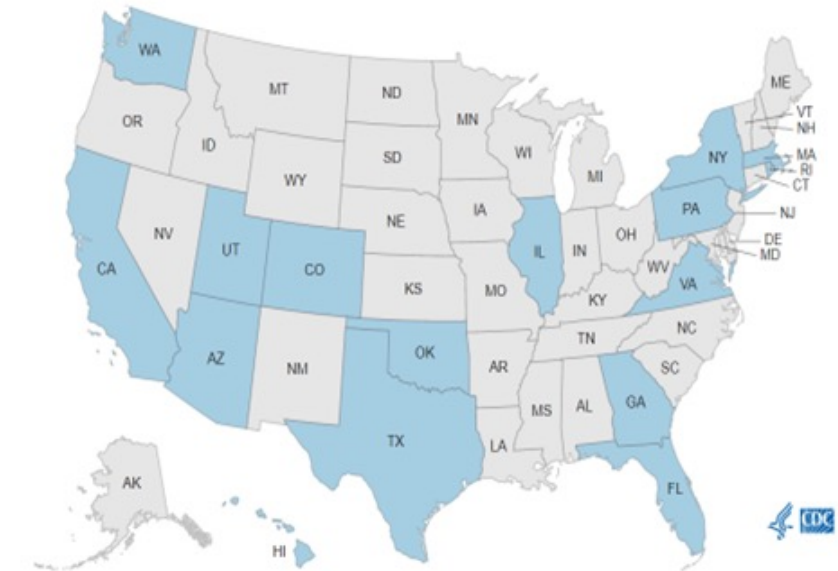 WA
MT
ND
MN
ME
VT
NH
OR
ID
SD
WI
MI
NY
MA
RI
CT
WY
IA
PA
NJ
NV
UT
CO
NE
IL
IN
OH
DE
MD
CA
KS
MO
WV
VA
KY
AZ
NM
OK
AR
TN
NC
SC
TX
LA
MS
AL
GA
AK
FL
HI
CDC